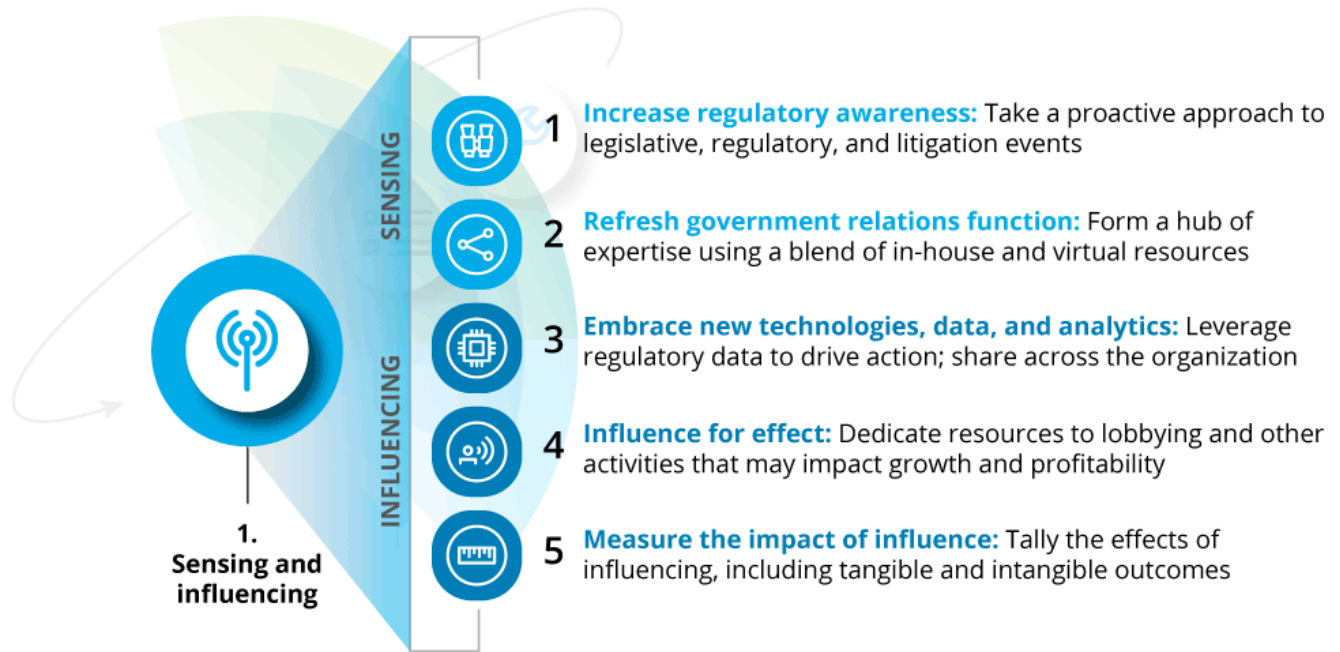 SENSING
INFLUENCING
1.
Sensing and
influencing
1
Increase regulatory awareness: Take a proactive approach to
legislative, regulatory, and litigation events
2
Refresh government relations function: Form a hub of
expertise using a blend of in-house and virtual resources
3
Embrace new technologies, data, and analytics: Leverage
regulatory data to drive action; share across the organization
4
Influence for effect: Dedicate resources to lobbying and other
activities that may impact growth and profitability
5
Measure the impact of influence: Tally the effects of
influencing, including tangible and intangible outcomes